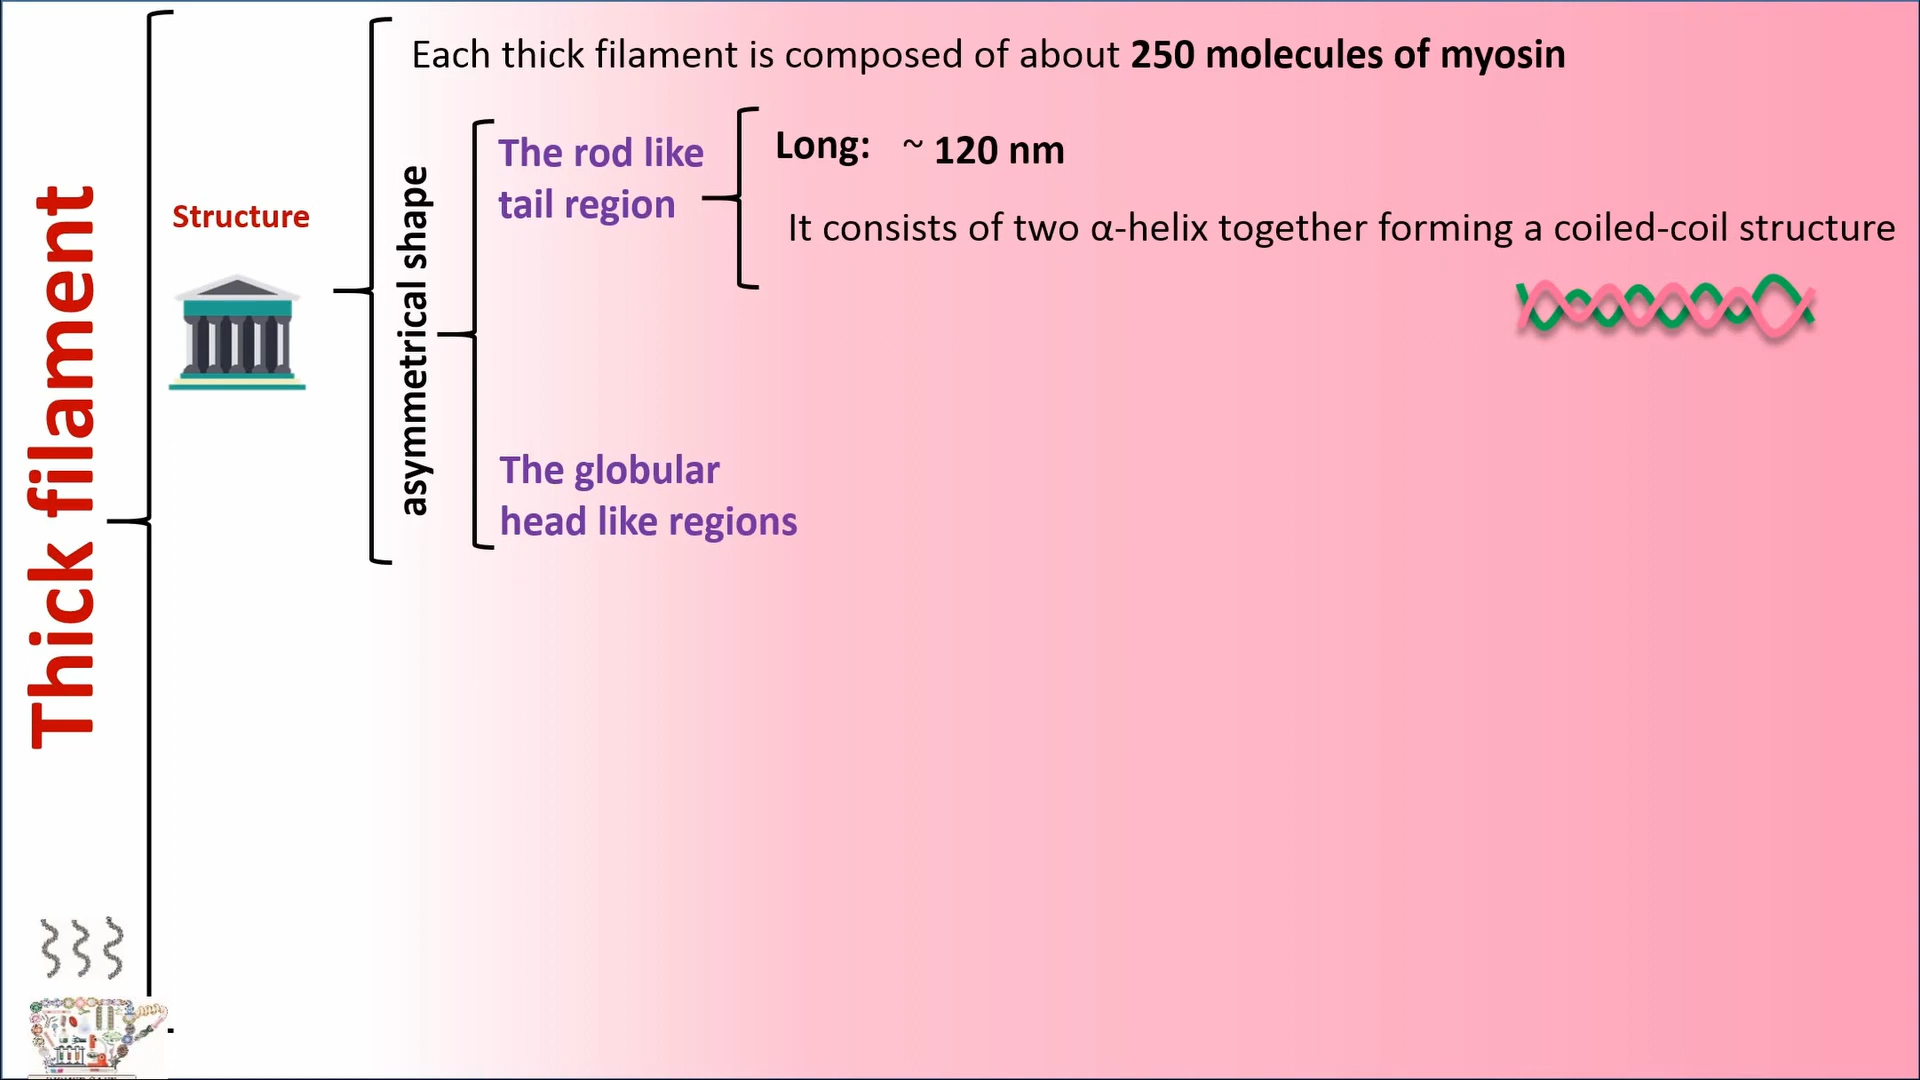 Thick filament
Structure
Each thick filament is composed of about 250 molecules of myosin
asymmetrical shape
The rod like
tail region
Long: ~ 120 nm
It consists of two α-helix together forming a coiled-coil structure
The globular
head like regions